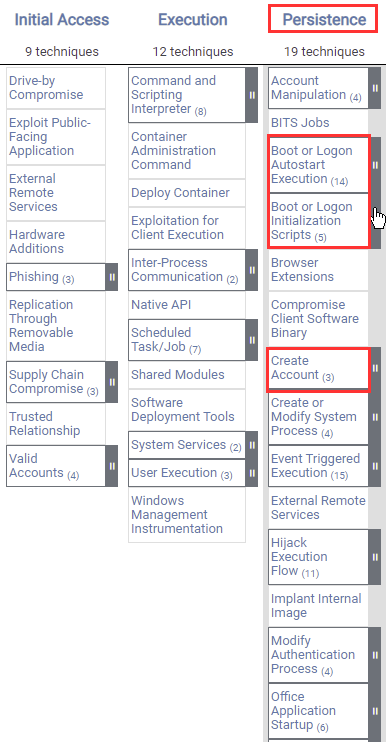 Initial Access
9 techniques
Drive-by
Compromise
Exploit Public-
Facing
Application
External
Remote
Services
Hardware
Additions
Phishing (3)
Replication
Through
Removable
Media
Supply Chain
Compromise (3)
Trusted
Relationship
Valid
Accounts (4)
Execution
12 techniques
Command and
Scripting
Interpreter (8)
Container
Administration
Command
Deploy Container
Exploitation for
Client Execution
Inter-Process
Communication (2)
Native API
Scheduled
Task/Job (7)
Shared Modules
Software
Deployment Tools
System Services (2)
User Execution (3)
Windows
Management
Instrumentation
Persistence
19 techniques
Account
Manipulation (4)
BITS Jobs
Boot or Logon
Autostart
Execution (14)
Boot or Logon
Initialization
Scripts (5)
Browser
Extensions
Compromise
Client Software
Binary
Create
Account (3)
Create or
Modify System
Process (4)
Event Triggered
Execution (15)
External Remote
Services
Hijack
Execution
Flow (11)
Implant Internal
Image
Modify
Authentication
Process (4)
Office
Application
Startup (6)